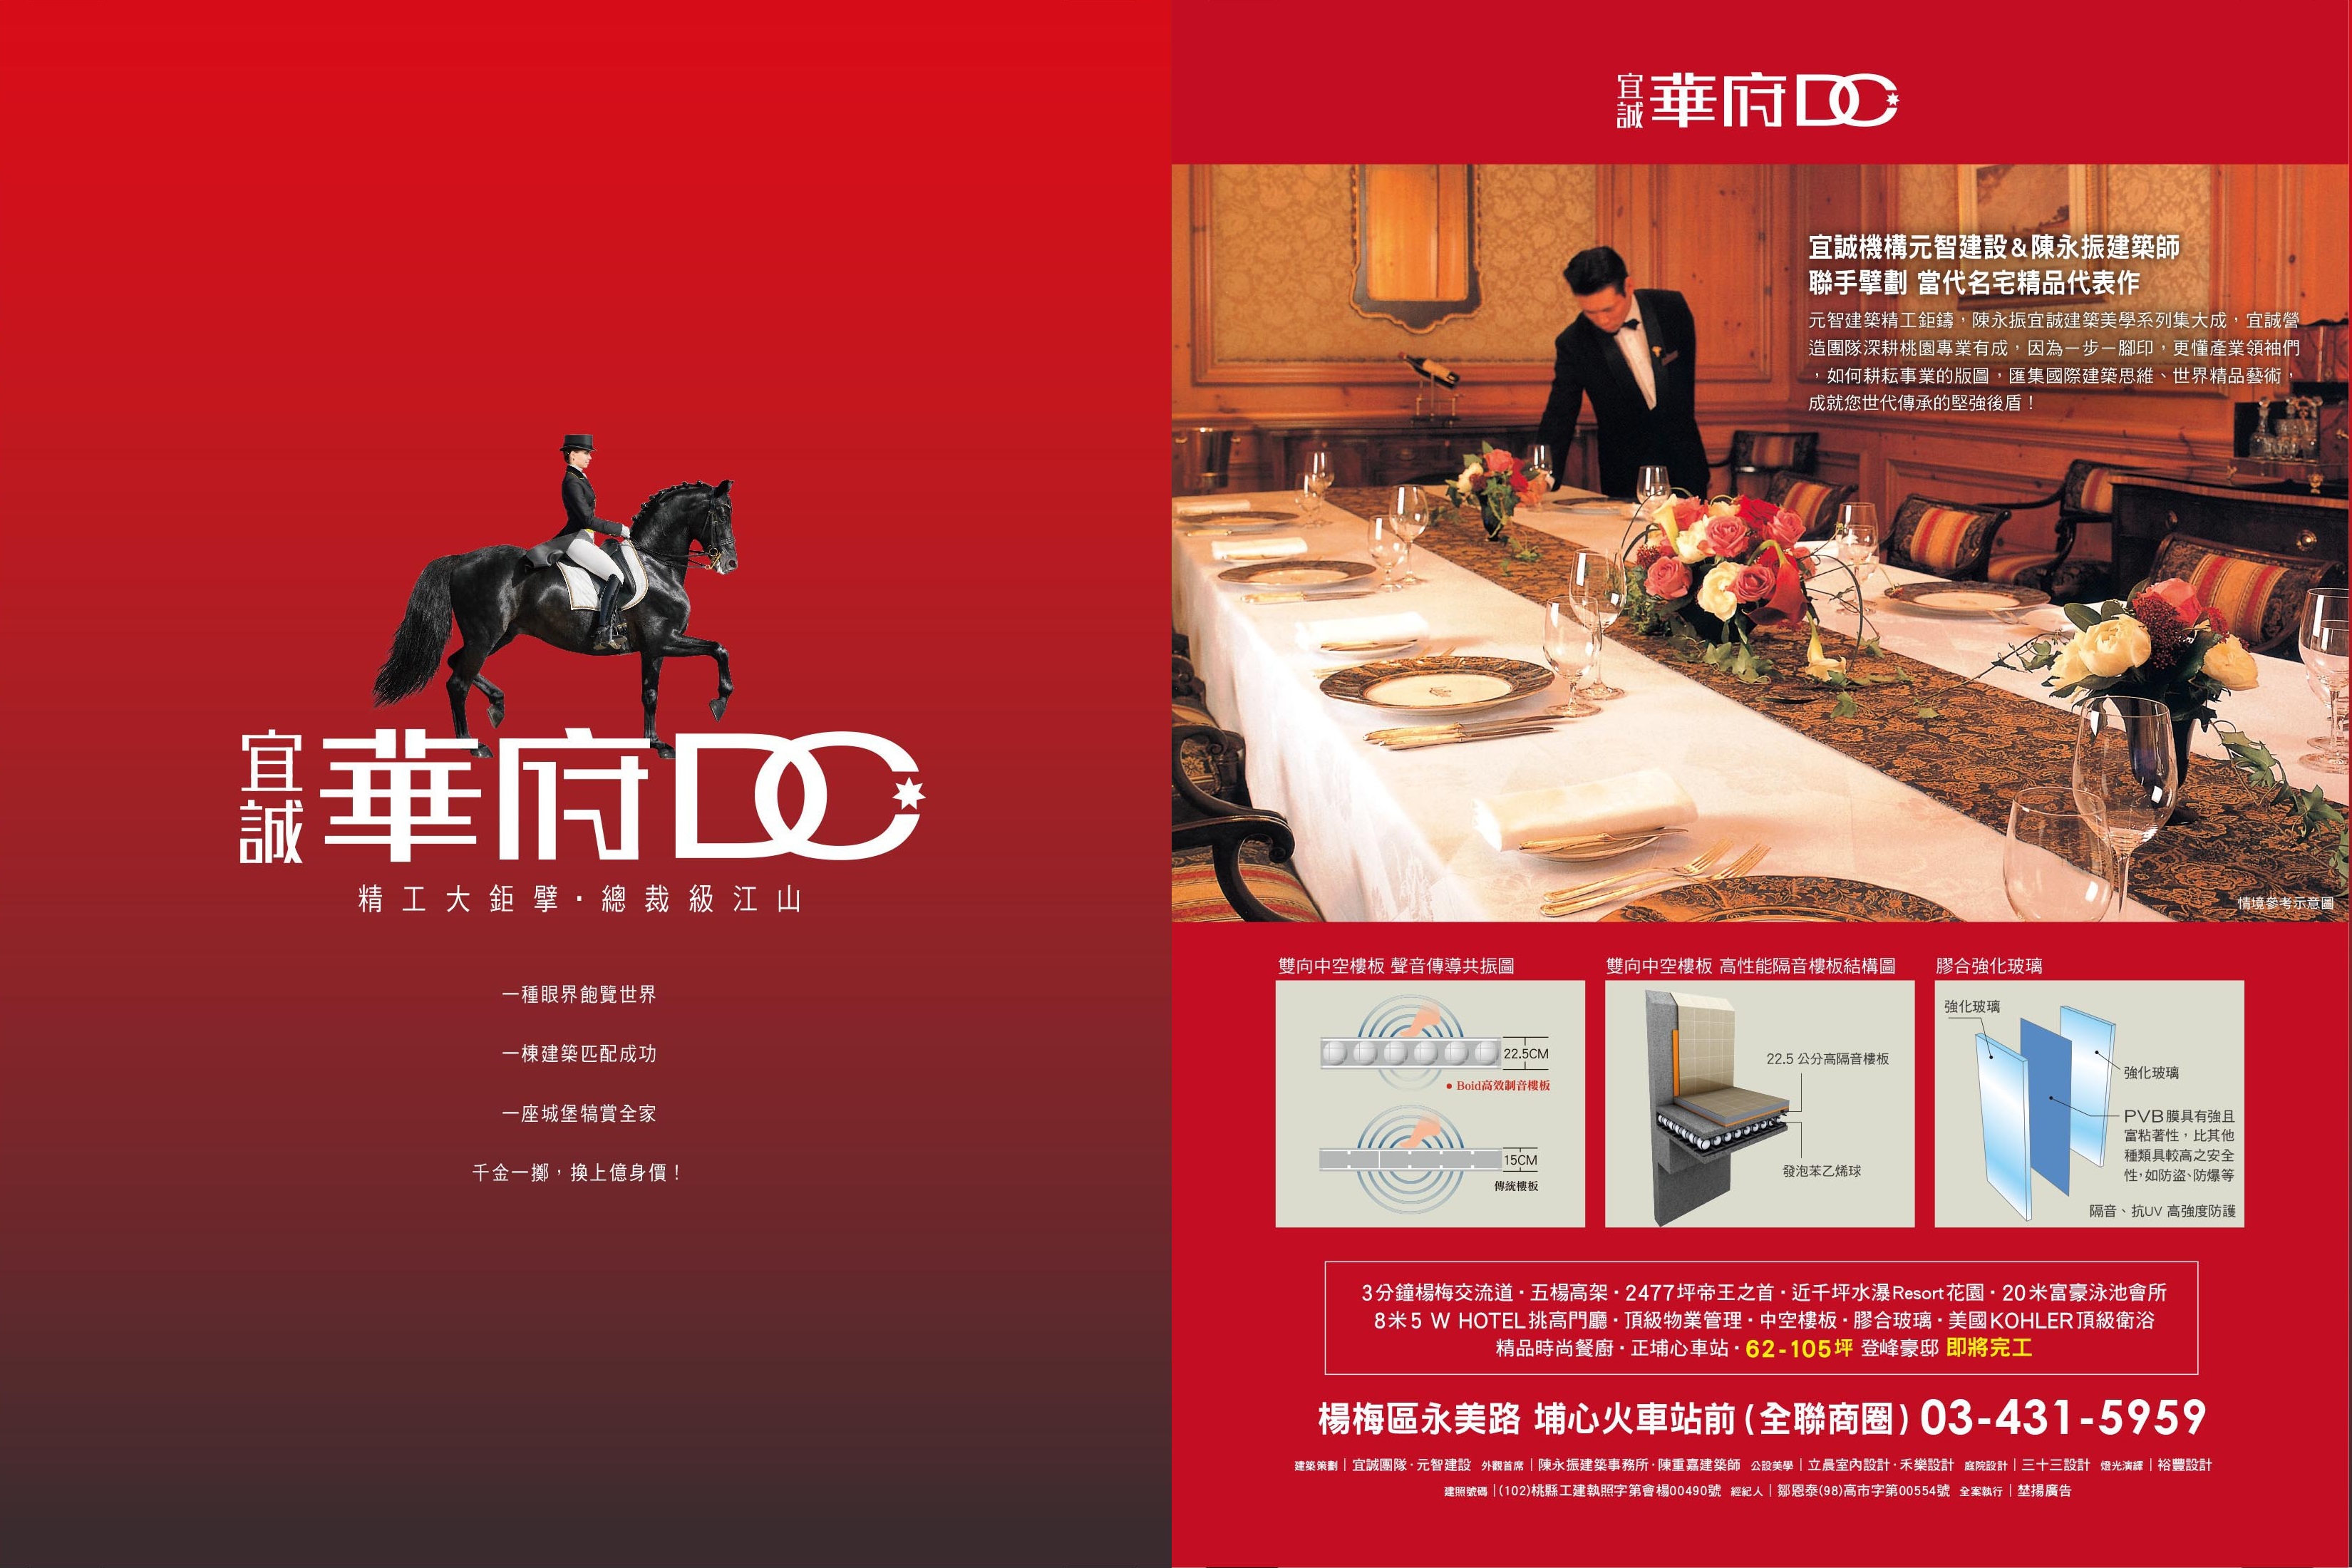 宜誠 華府DC
精工大鉅擘·總裁級江山
一種眼界飽覽世界
一棟建築匹配成功
一座城堡犒賞全家
千金一擲，換上億身價！
宜誠 華府DC
宜誠機構元智建設&陳永振建築師
聯手擘劃 當代名宅精品代表作
元智建築精工鉅鑄，陳永振宜誠建築美學系列集大成，宜誠營
造團隊深耕桃園專業有成，因為一步一腳印，更懂產業領袖們
，如何耕耘事業的版圖，匯集國際建築思維、世界精品藝術，
成就您世代傳承的堅強後盾！
情境參考示意圖
雙向中空樓板 聲音傳導共振圖
22.5CM
● Boid高效制音樓板
15CM
傳統樓板
雙向中空樓板 高性能隔音樓板結構圖
22.5 公分高隔音樓板
發泡苯乙烯球
膠合強化玻璃
強化玻璃
強化玻璃
PVB膜具有強且
富粘著性，比其他
種類具較高之安全
性，如防盜、防爆等
隔音、抗UV 高強度防護
3分鐘楊梅交流道·五楊高架·2477坪帝王之首·近千坪水瀑Resort花園·20米富豪泳池會所
8米5 W HOTEL挑高門廳·頂級物業管理·中空樓板·膠合玻璃·美國KOHLER頂級衛浴
精品時尚餐廚·正埔心車站·62-105坪 登峰豪邸 即將完工
楊梅區永美路 埔心火車站前(全聯商圈) 03-431-5959
建築策劃｜宜誠團隊·元智建設 外觀首席｜陳永振建築事務所·陳重嘉建築師 公設美學｜立晨室內設計·禾樂設計 庭院設計｜三十三設計 燈光演繹｜裕豐設計
建照號碼｜(102)桃縣工建執照字第會楊00490號 經紀人｜鄒恩泰(98)高市字第00554號 全案執行｜埜揚廣告